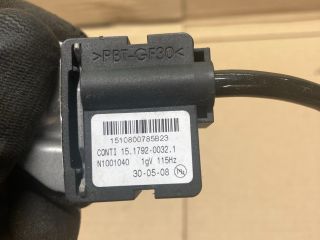 >PBT-GF30<
1510800785B23
CONTI 15.1792-0032.1
N1001040 1gV 115Hz
30-05-08